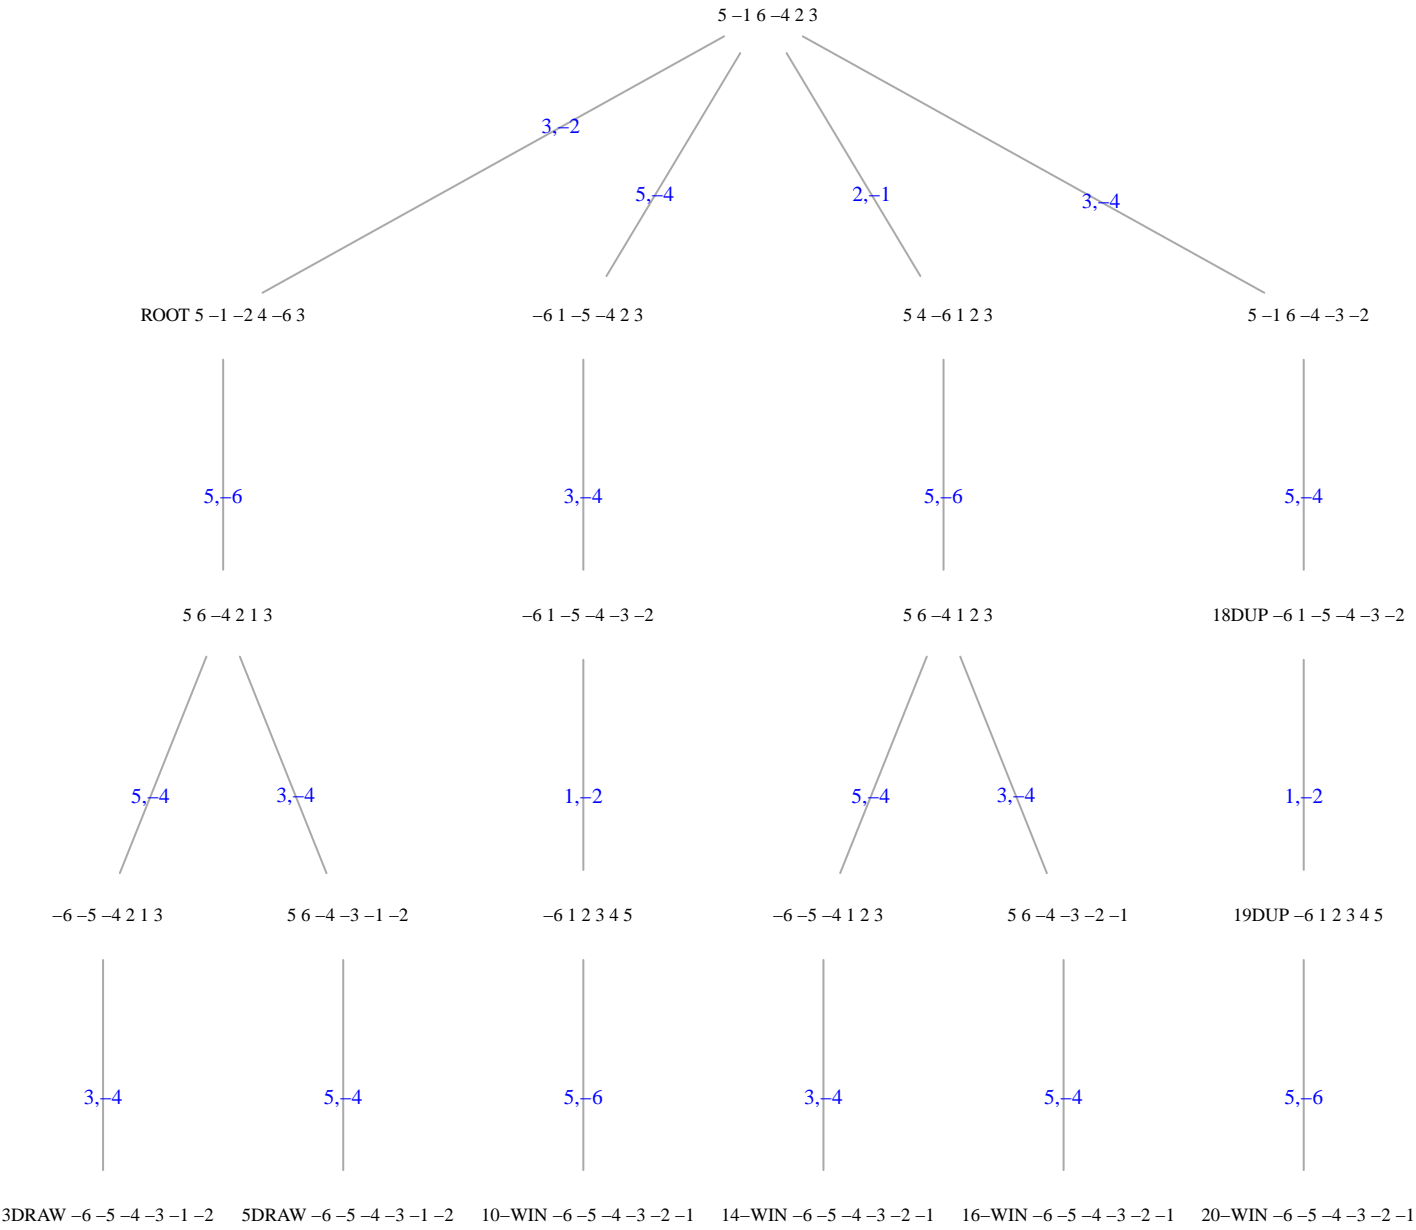 5 –1 6 –4 2 3
3,–2
5,–4
2,–1
3,–4
ROOT 5 –1 –2 4 –6 3
–6 1 –5 –4 2 3
5 4 –6 1 2 3
5 –1 6 –4 –3 –2
5,–6
3,–4
5,–6
5,–4
5 6 –4 2 1 3
–6 1 –5 –4 –3 –2
5 6 –4 1 2 3
18DUP –6 1 –5 –4 –3 –2
5,–4
3,–4
1,–2
5,–4
3,–4
1,–2
–6 –5 –4 2 1 3
5 6 –4 –3 –1 –2
–6 1 2 3 4 5
–6 –5 –4 1 2 3
5 6 –4 –3 –2 –1
19DUP –6 1 2 3 4 5
3,–4
5,–4
5,–6
3,–4
5,–4
5,–6
3DRAW –6 –5 –4 –3 –1 –2
5DRAW –6 –5 –4 –3 –1 –2
10–WIN –6 –5 –4 –3 –2 –1
14–WIN –6 –5 –4 –3 –2 –1
16–WIN –6 –5 –4 –3 –2 –1
20–WIN –6 –5 –4 –3 –2 –1